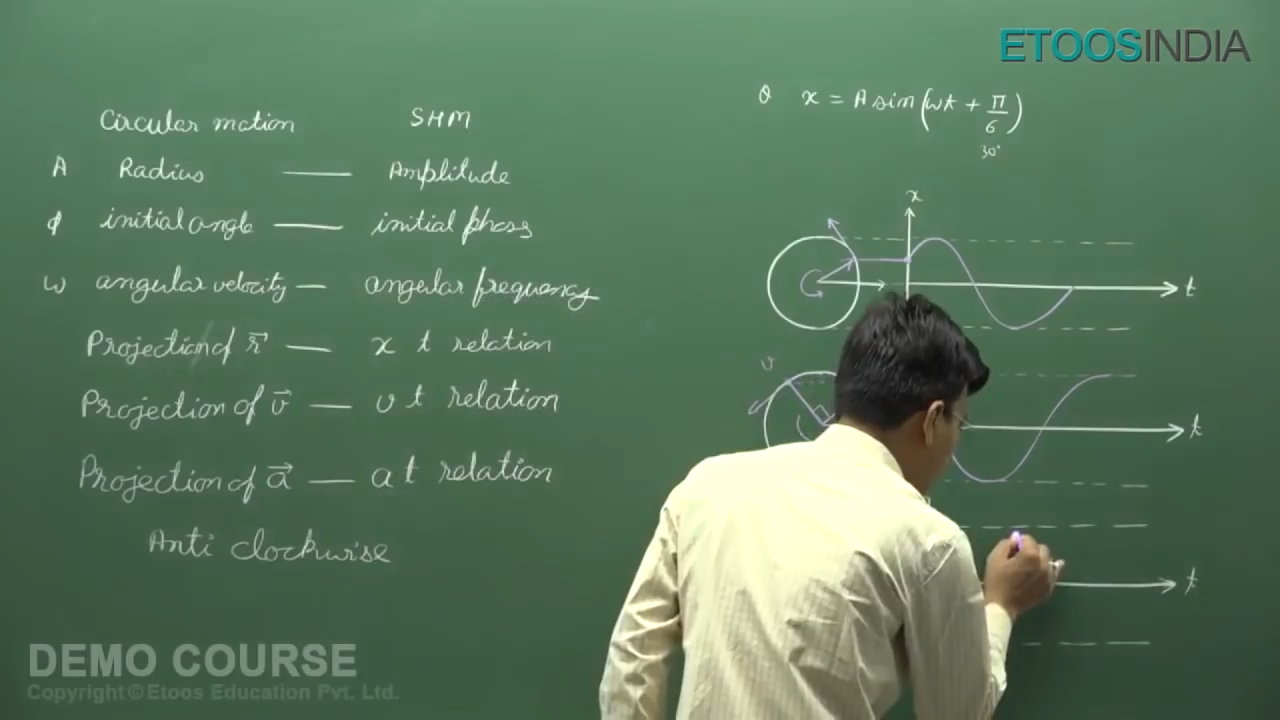 ETOOSINDIA
Circular motion SHM
A Radius — Amplitude
ϕ initial angle — initial phase
ω angular velocity — angular frequency
Projection of r⃗ — x t relation
Projection of v⃗ — v t relation
Projection of a⃗ — a t relation
Anti clockwise
Q x = A sin (ωt + π/6)
30°
x
t
v
t
t
DEMO COURSE
Copyright © Etoos Education Pvt. Ltd.